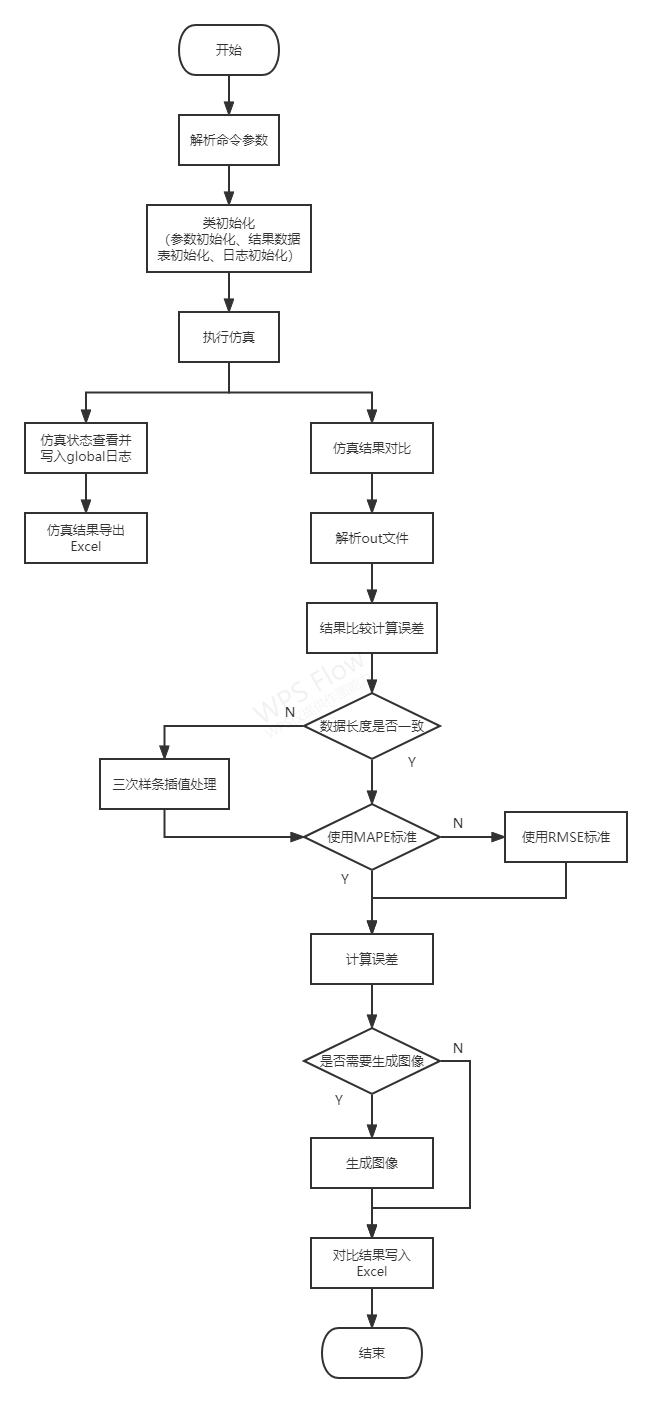 开始
解析命令参数
类初始化
（参数初始化、结果数据
表初始化、日志初始化）
执行仿真
仿真状态查看并
写入global日志
仿真结果对比
仿真结果导出
Excel
解析out文件
结果比较计算误差
WPS Flow
N
数据长度是否一致
Y
三次样条插值处理
使用MAPE标准
N
使用RMSE标准
Y
计算误差
是否需要生成图像
N
Y
生成图像
对比结果写入
Excel
结束